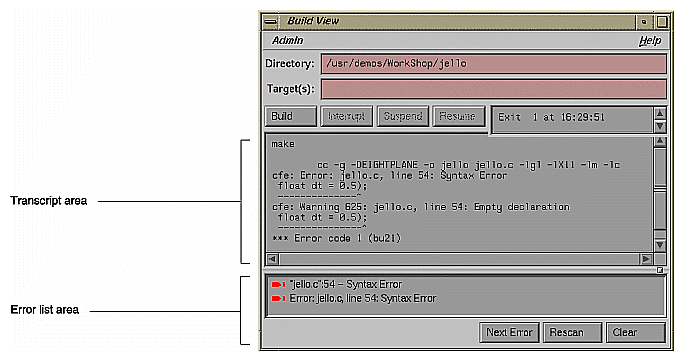 Build View
Admin Help
Directory: /usr/demos/WorkShop/jello
Target(s):
Build Interrupt Suspend Resume Exit 1 at 16:29:51
make
cc -g -DEIGHTPLANE -o jello jello.c -lgl -lX11 -lm -lc
cfe: Error: jello.c, line 54: Syntax Error
float dt = 0.5);
--------------^
cfe: Warning 625: jello.c, line 54: Empty declaration
float dt = 0.5);
--------------^
*** Error code 1 (bu21)
Transcript area
"jello.c":54 -- Syntax Error
Error: jello.c, line 54: Syntax Error
Error list area
Next Error Rescan Clear